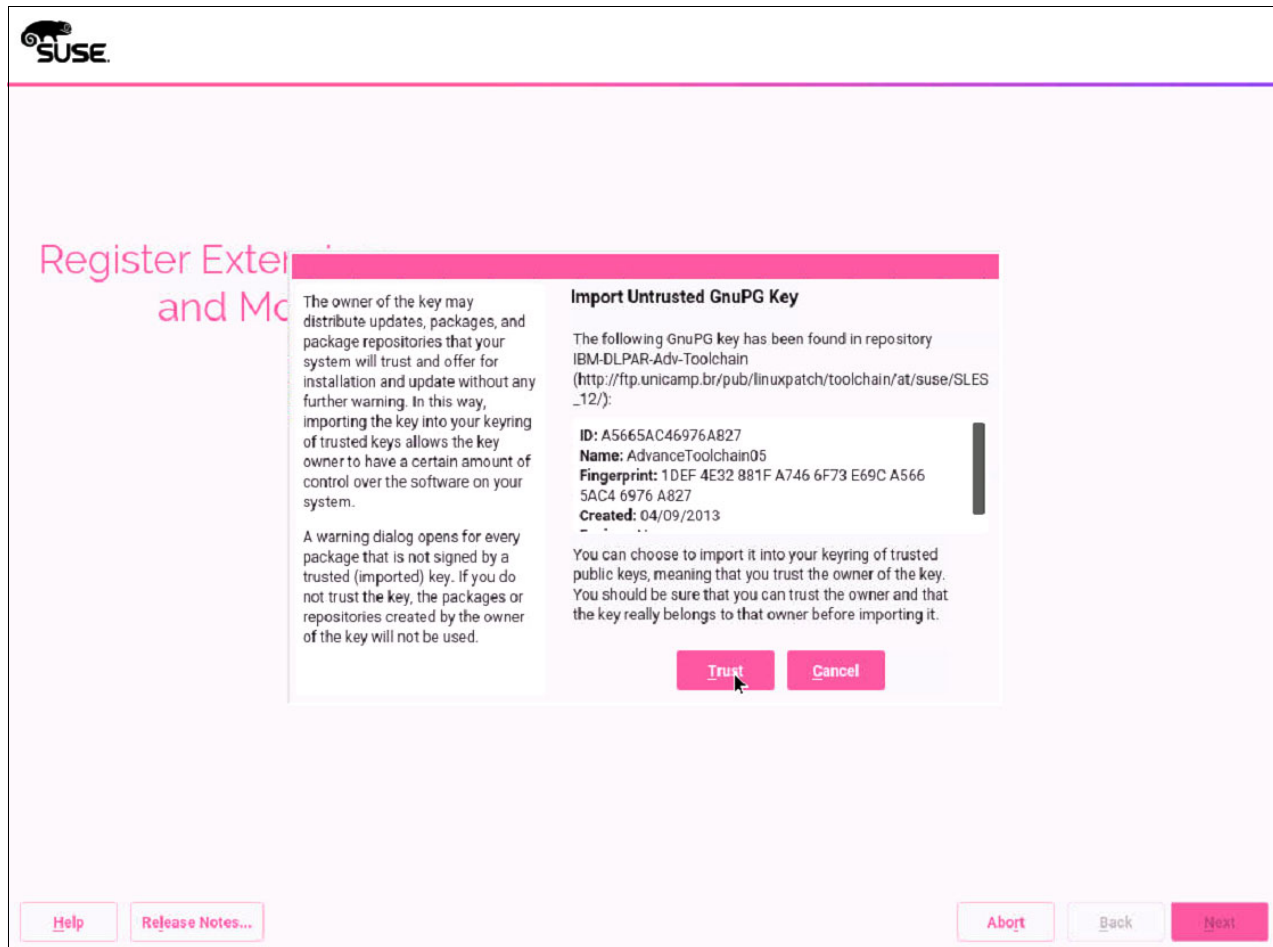 SUSE.
Register Exten
and Mo
The owner of the key may
distribute updates, packages, and
package repositories that your
system will trust and offer for
installation and update without any
further warning. In this way,
importing the key into your keyring
of trusted keys allows the key
owner to have a certain amount of
control over the software on your
system.
A warning dialog opens for every
package that is not signed by a
trusted (imported) key. If you do
not trust the key, the packages or
repositories created by the owner
of the key will not be used.
Import Untrusted GnuPG Key
The following GnuPG key has been found in repository
IBM-DLPAR-Adv-Toolchain
(http://ftp.unicamp.br/pub/linuxpatch/toolchain/at/suse/SLES
_12/):
ID: A5665AC46976A827
Name: AdvanceToolchain05
Fingerprint: 1DEF 4E32 881F A746 6F73 E69C A566
5AC4 6976 A827
Created: 04/09/2013
You can choose to import it into your keyring of trusted
public keys, meaning that you trust the owner of the key.
You should be sure that you can trust the owner and that
the key really belongs to that owner before importing it.
Trust
Cancel
Help
Release Notes...
Abort
Back
Next